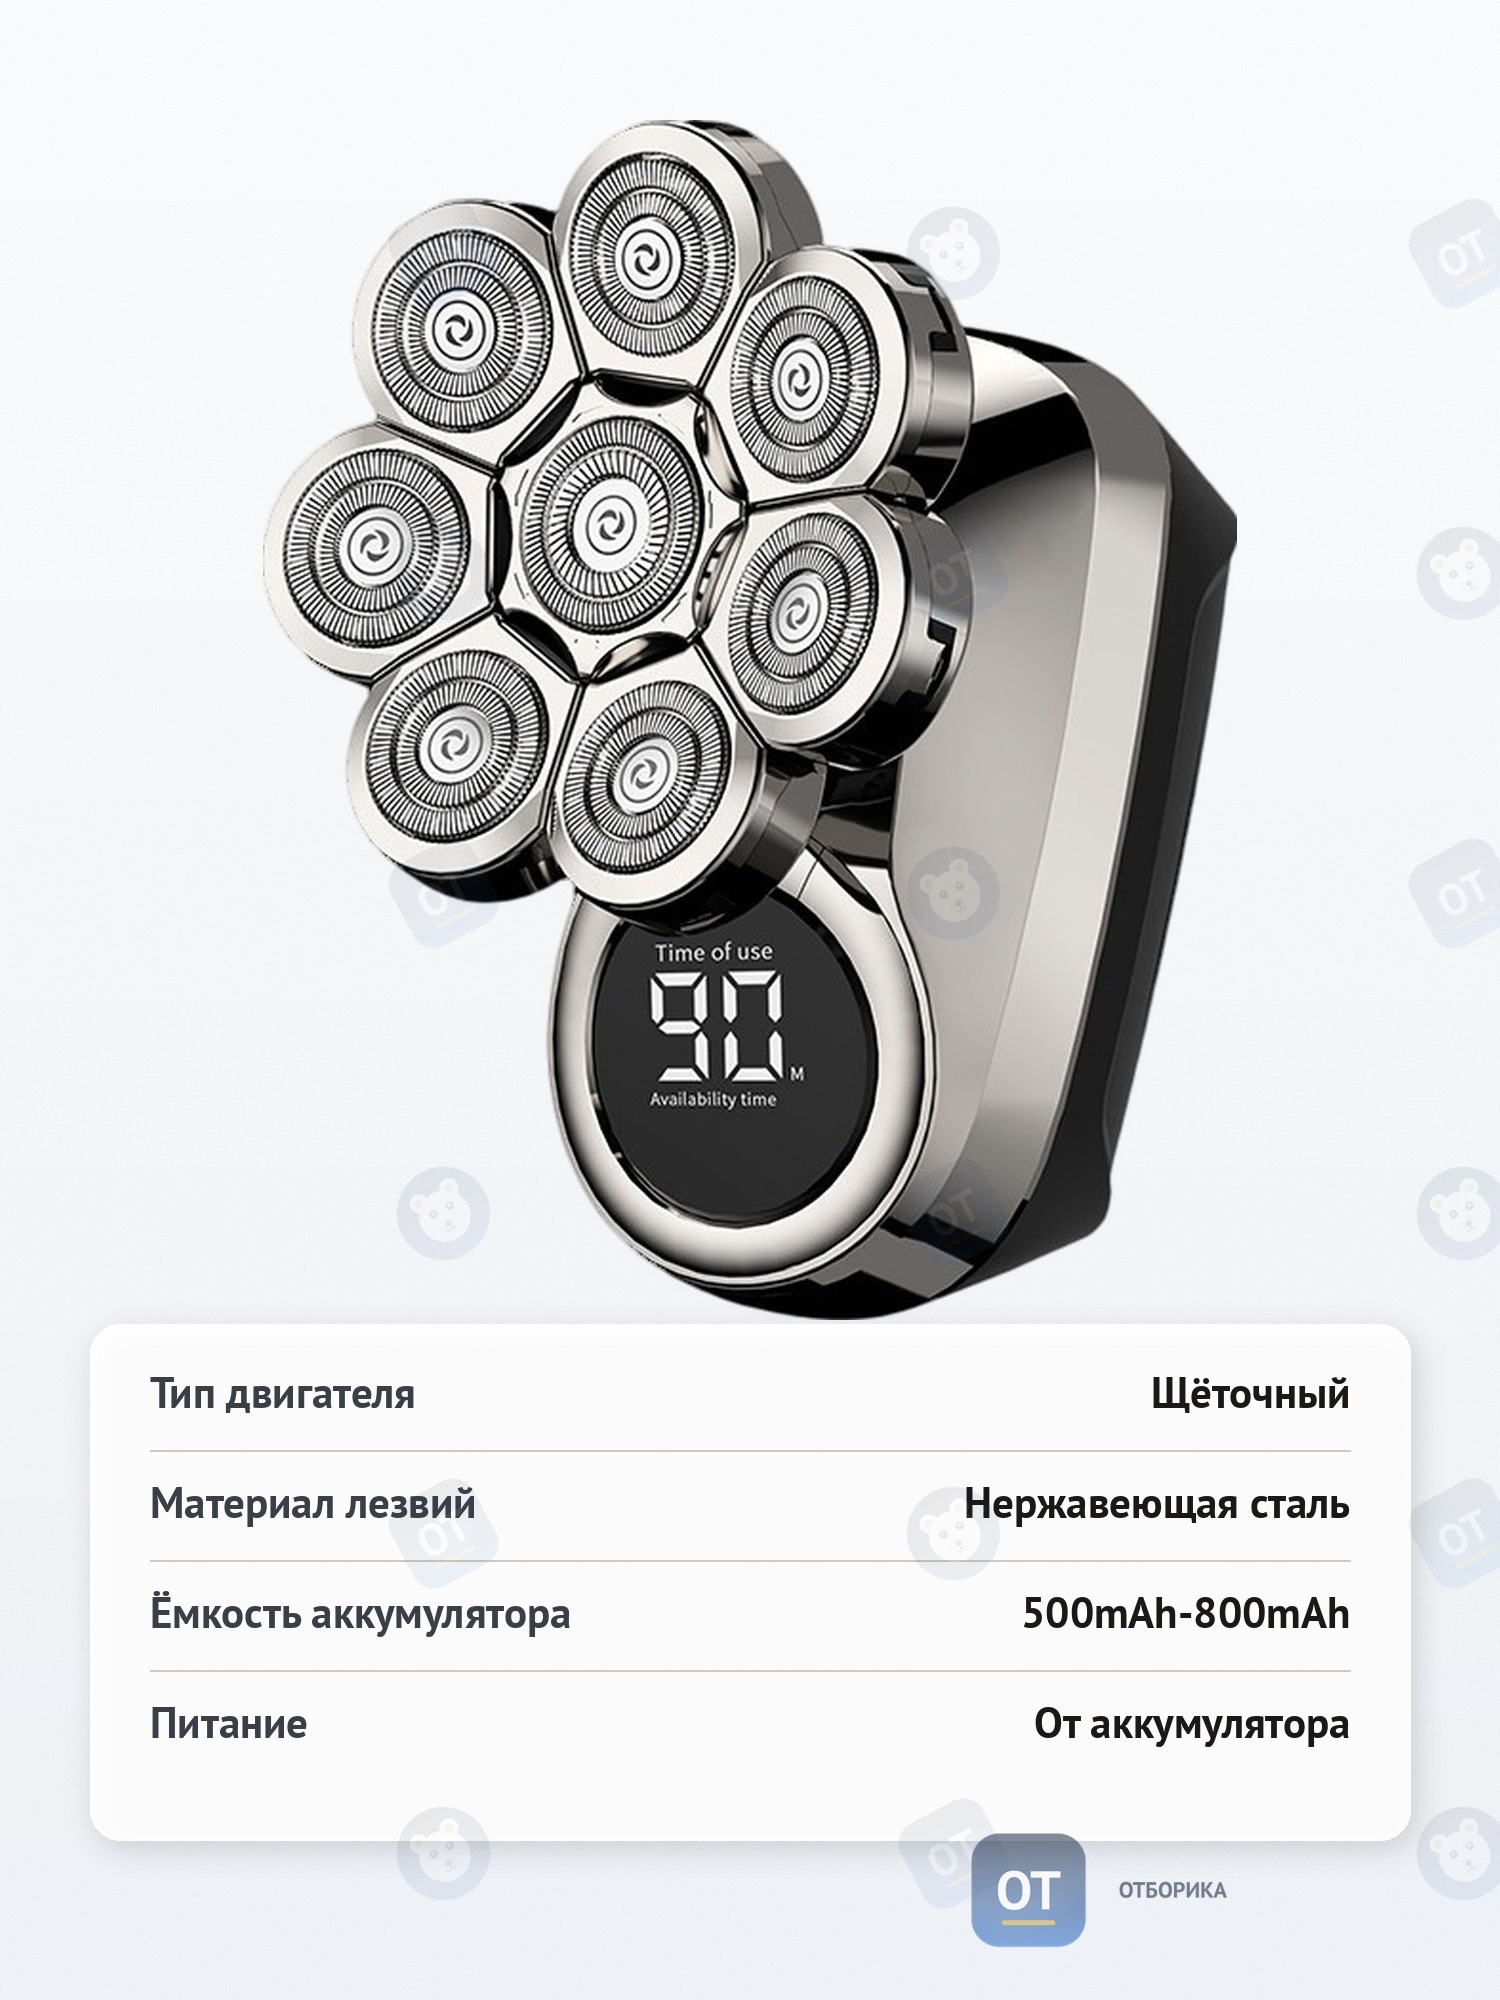 Time of use
90 M
Availability time
Тип двигателя Щёточный
Материал лезвий Нержавеющая сталь
Ёмкость аккумулятора 500mAh-800mAh
Питание От аккумулятора
ОТ ОТБОРИКА